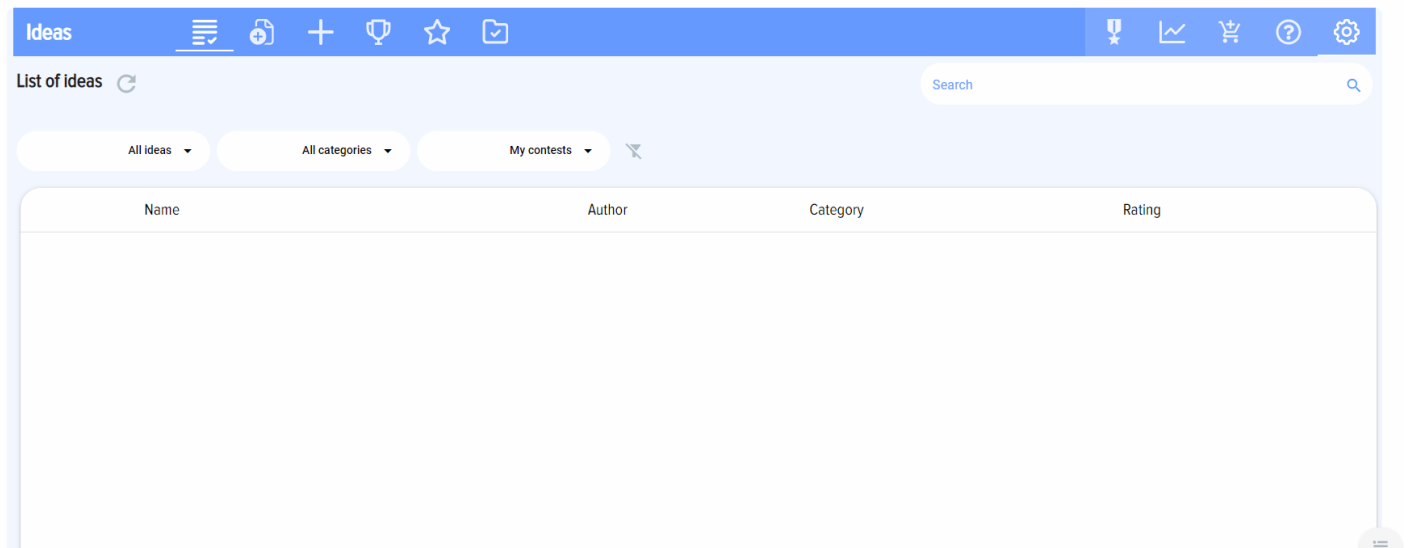 Ideas
List of ideas
Search
All ideas
All categories
My contests
Name
Author
Category
Rating